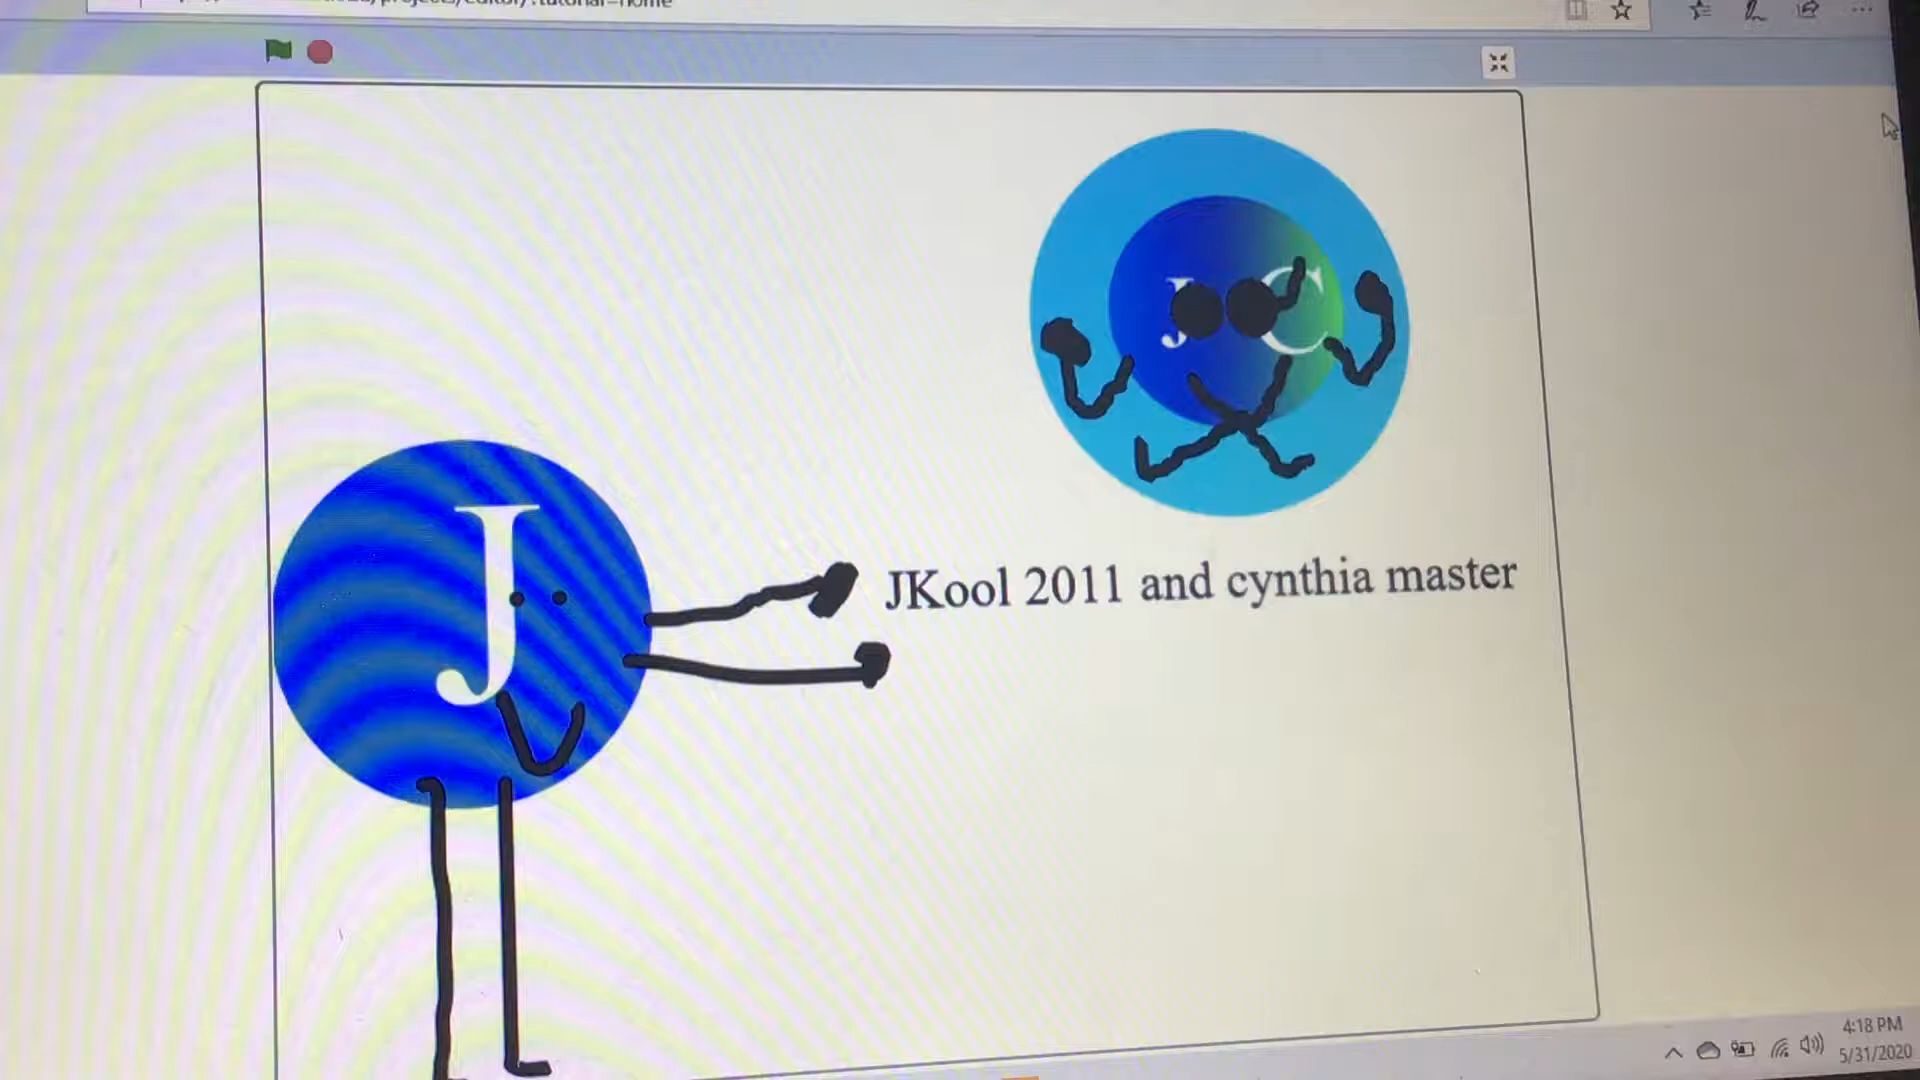 J C
J
JKool 2011 and cynthia master
4:18 PM
5/31/2020